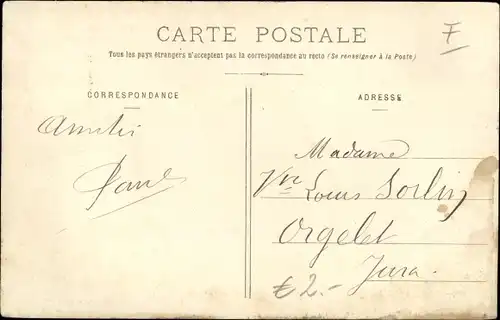 CARTE POSTALE
F
Tous les pays étrangers n'acceptent pas la correspondance au recto (Se renseigner à la Poste)
CORRESPONDANCE
ADRESSE
Amitiés
Paul
Madame
Vve Louis Sorlin
Orgelet
Jura.
€2.-